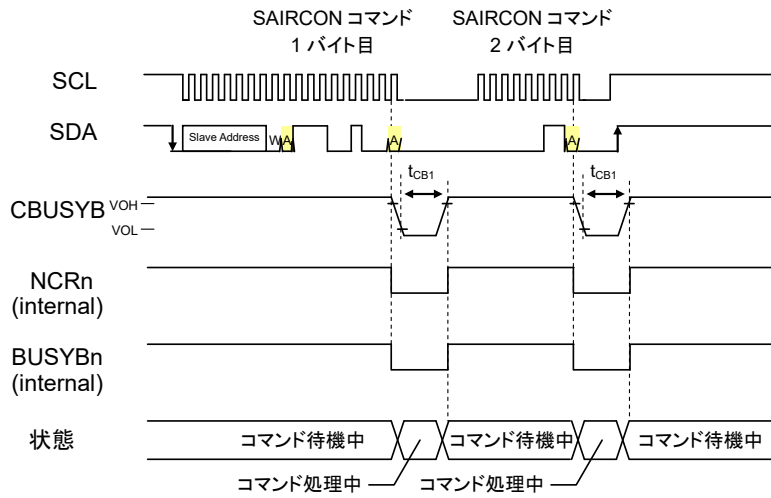 SAIRCON コマンド
1 バイト目
SAIRCON コマンド
2 バイト目
SCL
SDA
Slave Address
W
A
A
A
tCB1
tCB1
CBUSYB
VOH
VOL
NCRn
(internal)
BUSYBn
(internal)
状態
コマンド待機中
コマンド待機中
コマンド待機中
コマンド処理中
コマンド処理中